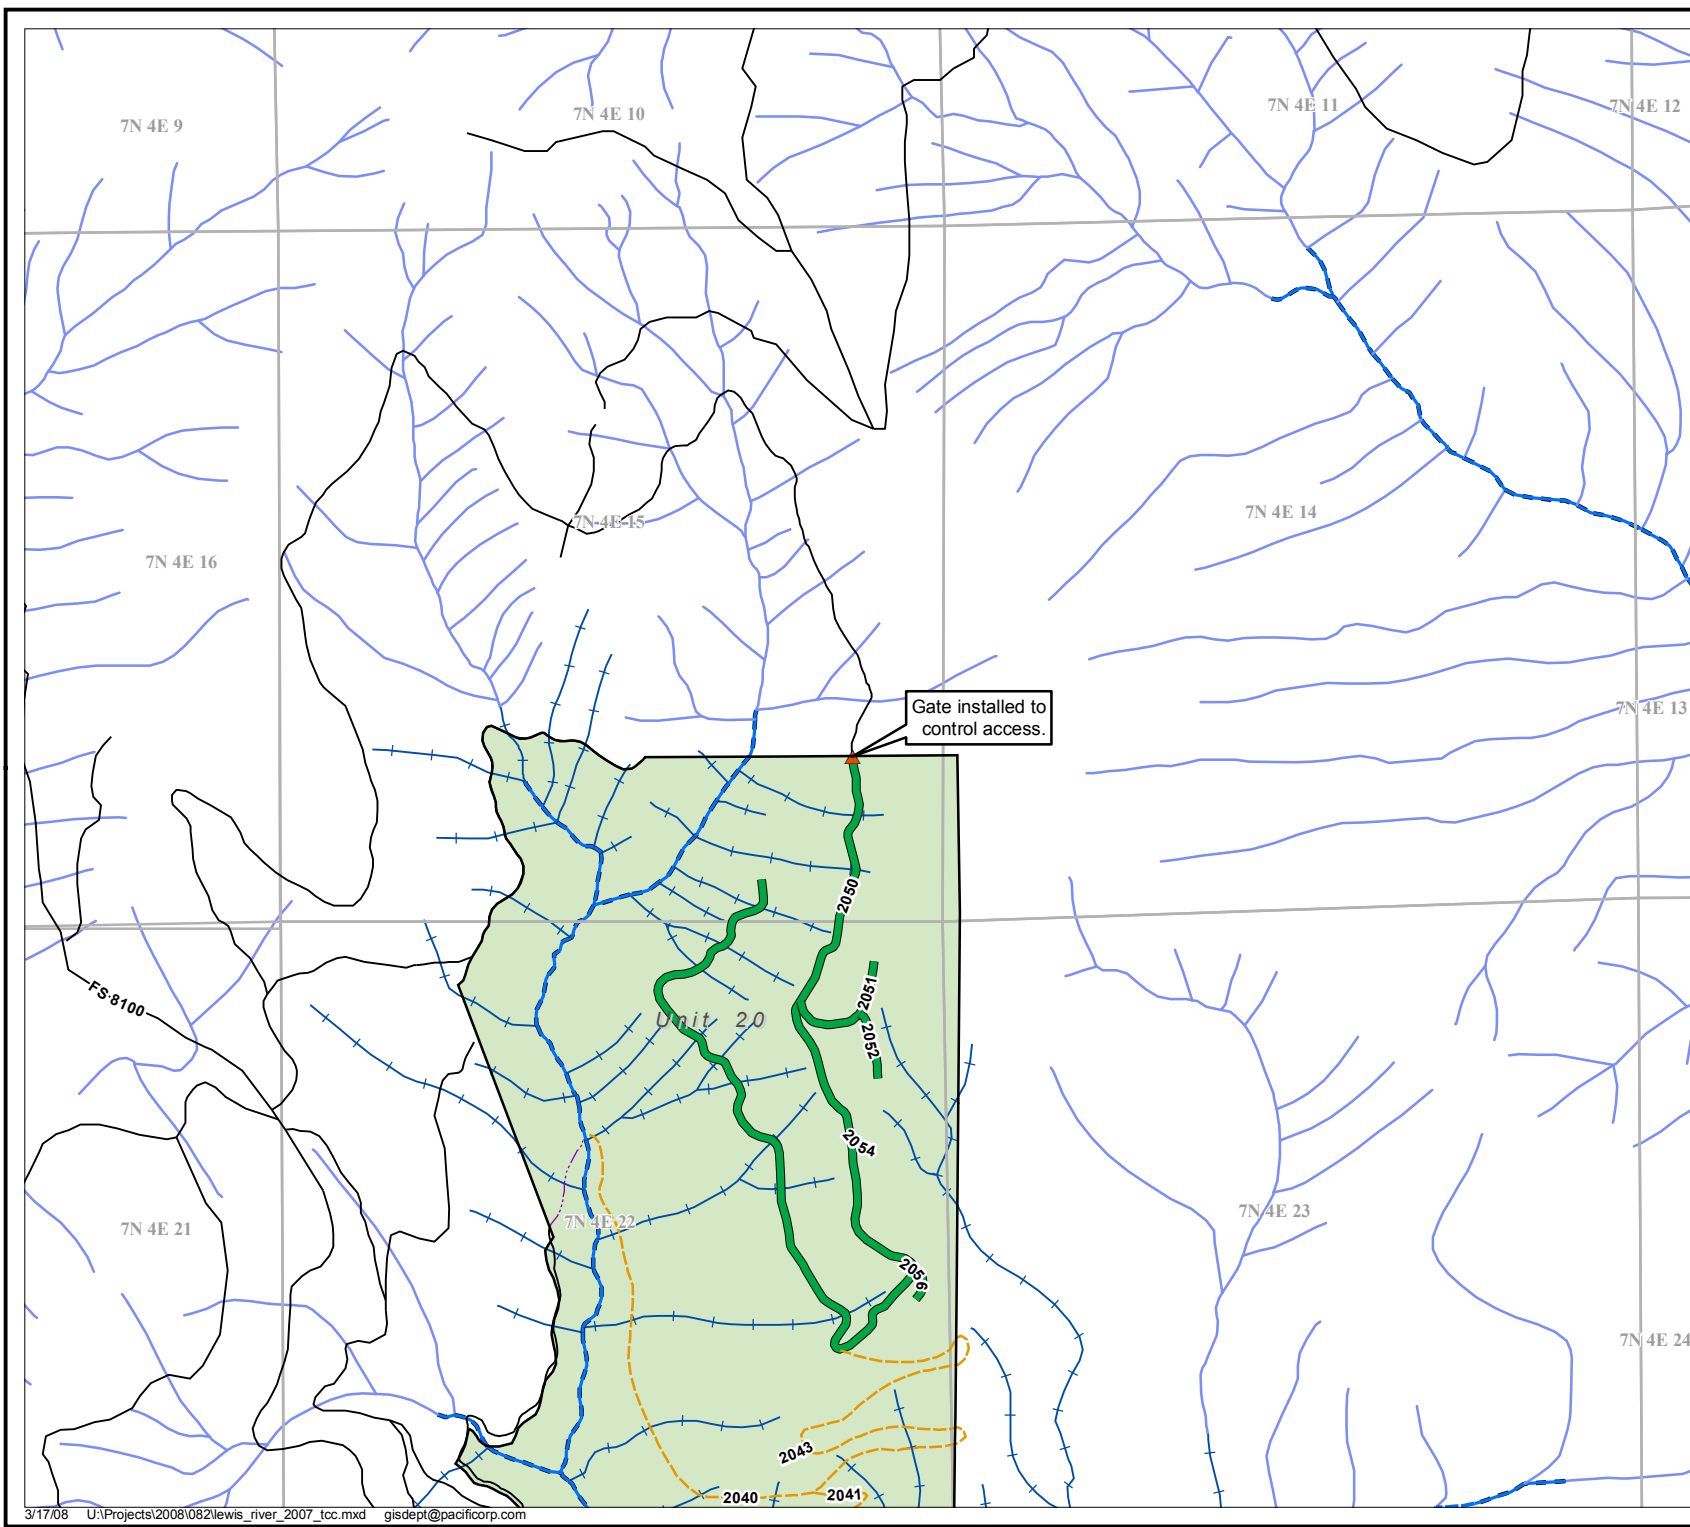 7N 4E 9
7N 4E 10
7N 4E 11
7N 4E 12
7N 4E 15
7N 4E 14
7N 4E 16
Gate installed to
control access.
7N 4E 13
2050
FS 8100
2051
Unit 20
2052
2054
7N 4E 21
7N 4E 22
7N 4E 23
2056
7N 4E 24
2043
2040
2041
3/17/08 U:\Projects\2008\082\lewis_river_2007_tcc.mxd gisdept@pacificorp.com